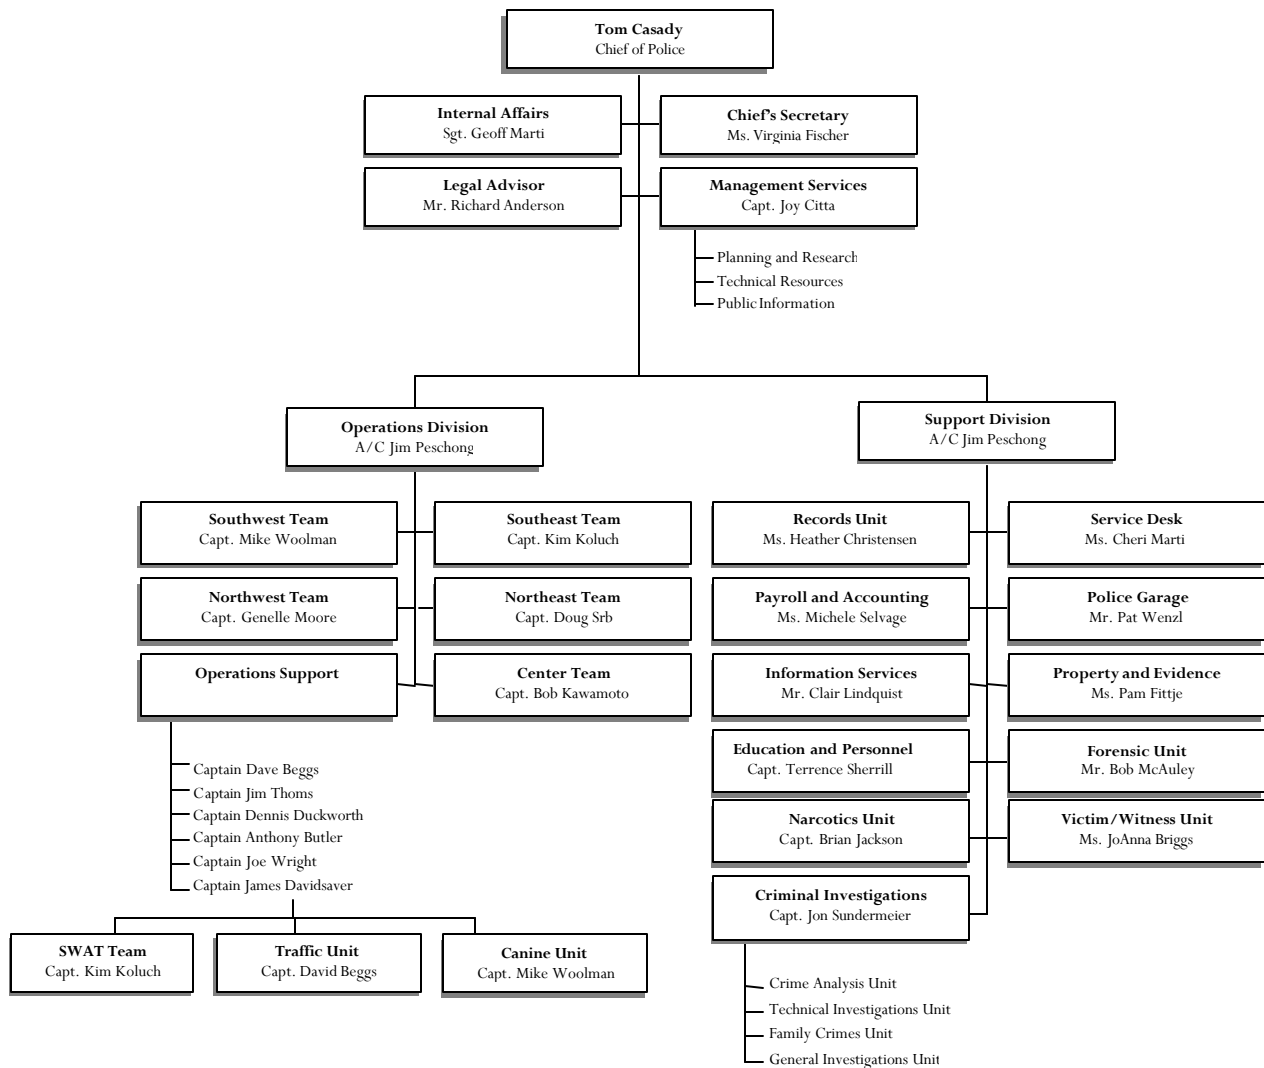 Tom Casady
Chief of Police
Internal Affairs
Sgt. Geoff Marti
Chief's Secretary
Ms. Virginia Fischer
Legal Advisor
Mr. Richard Anderson
Management Services
Capt. Joy Citta
Planning and Research
Technical Resources
Public Information
Operations Division
A/C Jim Peschong
Support Division
A/C Jim Peschong
Southwest Team
Capt. Mike Woolman
Southeast Team
Capt. Kim Koluch
Northwest Team
Capt. Genelle Moore
Northeast Team
Capt. Doug Srb
Operations Support
Center Team
Capt. Bob Kawamoto
Captain Dave Beggs
Captain Jim Thoms
Captain Dennis Duckworth
Captain Anthony Butler
Captain Joe Wright
Captain James Davidsaver
SWAT Team
Capt. Kim Koluch
Traffic Unit
Capt. David Beggs
Canine Unit
Capt. Mike Woolman
Records Unit
Ms. Heather Christensen
Service Desk
Ms. Cheri Marti
Payroll and Accounting
Ms. Michele Selvage
Police Garage
Mr. Pat Wenzl
Information Services
Mr. Clair Lindquist
Property and Evidence
Ms. Pam Fittje
Education and Personnel
Capt. Terrence Sherrill
Forensic Unit
Mr. Bob McAuley
Narcotics Unit
Capt. Brian Jackson
Victim/Witness Unit
Ms. JoAnna Briggs
Criminal Investigations
Capt. Jon Sundermeier
Crime Analysis Unit
Technical Investigations Unit
Family Crimes Unit
General Investigations Unit